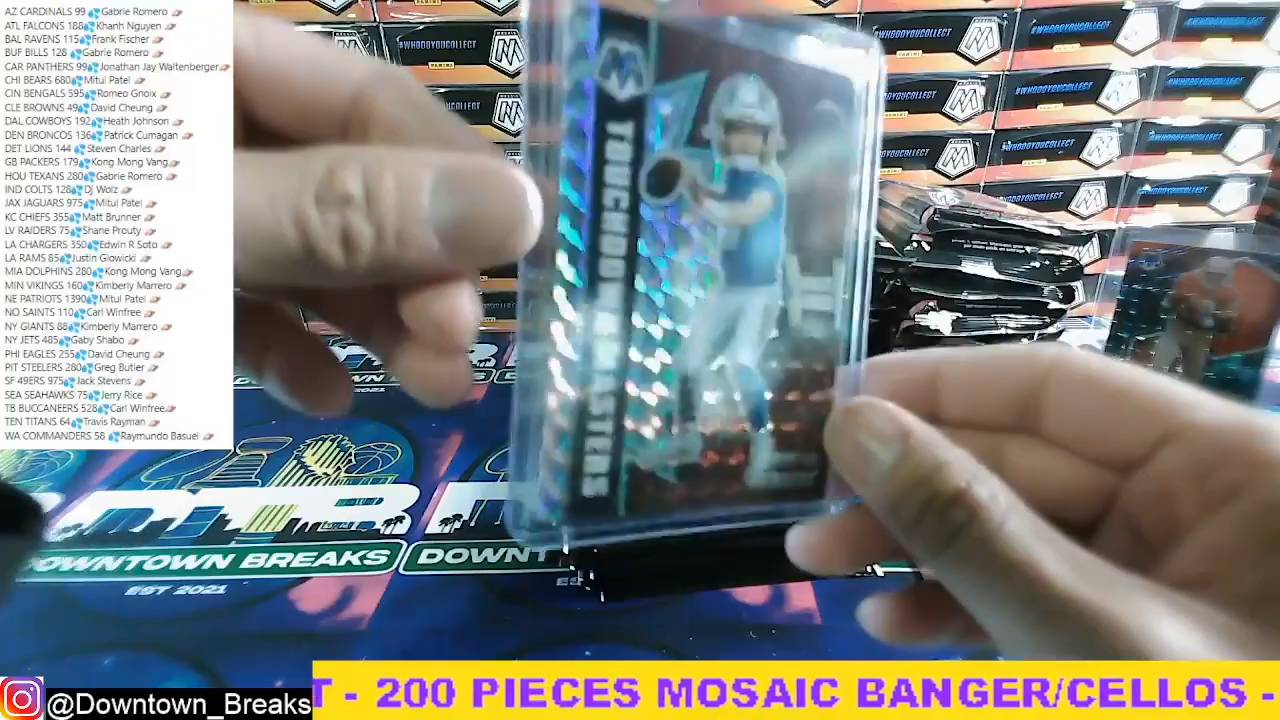 AZ CARDINALS 99 Gabrie Romero
ATL FALCONS 188 Khanh Nguyen
BAL RAVENS 115 Frank Fischer
BUF BILLS 128 Gabrie Romero
CAR PANTHERS 99 Jonathan Jay Waltenberger
CHI BEARS 680 Mitul Patel
CIN BENGALS 595 Romeo Gnoix
CLE BROWNS 49 David Cheung
DAL COWBOYS 192 Heath Johnson
DEN BRONCOS 136 Patrick Cumagan
DET LIONS 144 Steven Charles
GB PACKERS 179 Kong Mong Vang
HOU TEXANS 280 Gabrie Romero
IND COLTS 128 DJ Wolz
JAX JAGUARS 975 Mitul Patel
KC CHIEFS 355 Matt Brunner
LV RAIDERS 75 Shane Prouty
LA CHARGERS 350 Edwin R Soto
LA RAMS 85 Justin Glowicki
MIA DOLPHINS 280 Kong Mong Vang
MIN VIKINGS 160 Kimberly Marrero
NE PATRIOTS 1390 Mitul Patel
NO SAINTS 110 Carl Winfree
NY GIANTS 88 Kimberly Marrero
NY JETS 485 Gaby Shabo
PHI EAGLES 255 David Cheung
PIT STEELERS 280 Greg Butler
SF 49ERS 975 Jack Stevens
SEA SEAHAWKS 75 Jerry Rice
TB BUCCANEERS 528 Carl Winfree
TEN TITANS 64 Travis Rayman
WA COMMANDERS 58 Raymundo Basuel
#WHODOYOUCOLLECT
PANINI
TOUCHDOWN MASTERS
DTB
DOWNTOWN BREAKS
EST 2021
DOWNT
@Downtown_Breaks
T - 200 PIECES MOSAIC BANGER/CELLOS -